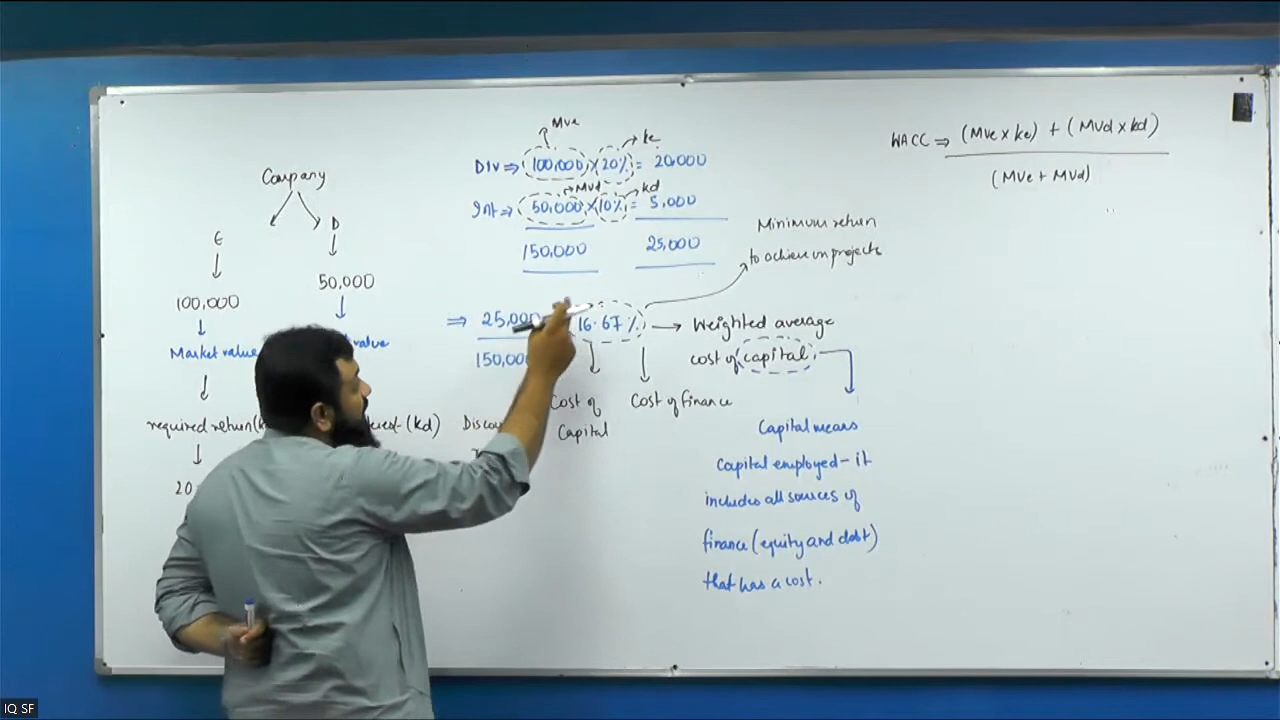 Company
E
D
100,000
50,000
Market value
value
required return
(kd)
20
MVe
ke
Div ⇒ 100,000 × 20% = 20,000
MVd
kd
Int ⇒ 50,000 × 10% = 5,000
150,000 25,000
⇒ 25,000
150,000
16.67%
Minimum return
to achieve on projects
Weighted average
cost of capital
Cost of
Capital
Cost of finance
Capital means
Capital employed - it
includes all sources of
finance (equity and debt)
that has a cost.
WACC ⇒ (MVe × ke) + (MVd × kd)
(MVe + MVd)
IQ SF